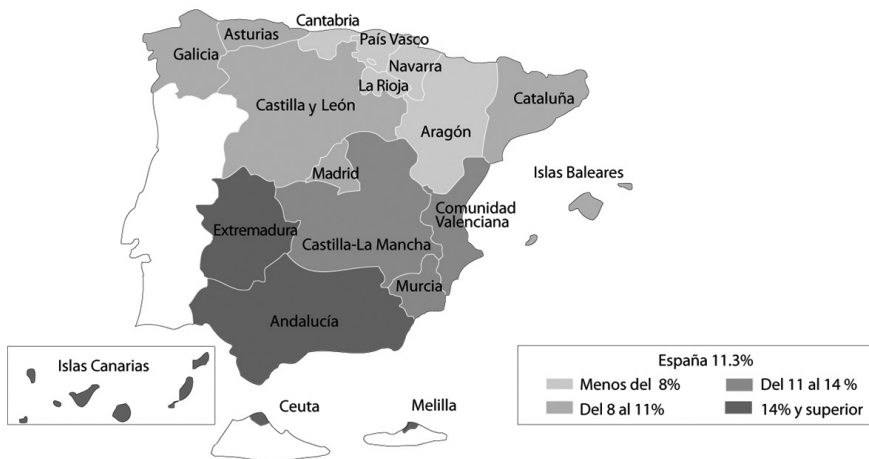 Cantabria
Asturias
País Vasco
Galicia
Navarra
La Rioja
Castilla y León
Cataluña
Aragón
Madrid
Islas Baleares
Comunidad
Valenciana
Extremadura
Castilla-La Mancha
Murcia
Andalucía
Islas Canarias
Ceuta
Melilla
España 11.3%
Menos del 8%
Del 11 al 14 %
Del 8 al 11%
14% y superior